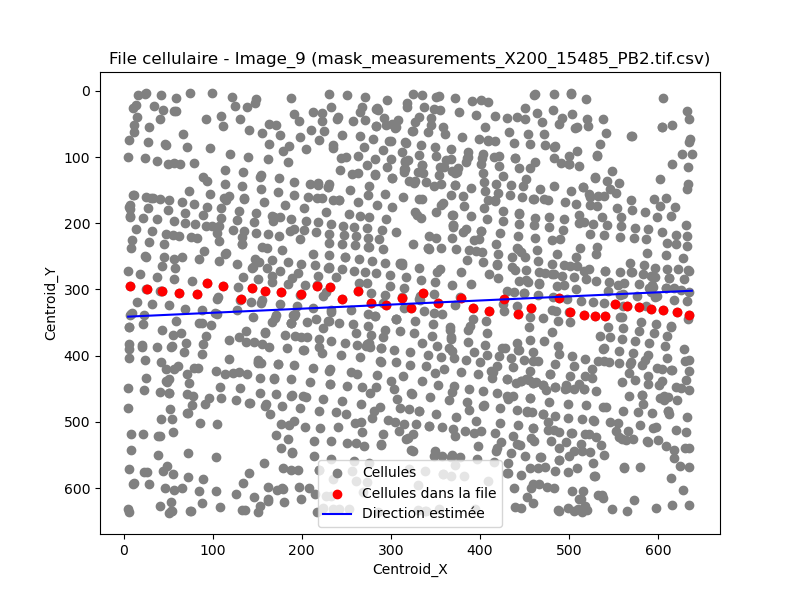 File cellulaire - Image_9 (mask_measurements_X200_15485_PB2.tif.csv)
0
100
200
300
400
500
600
Centroid_Y
Cellules
Cellules dans la file
Direction estimée
0 100 200 300 400 500 600
Centroid_X